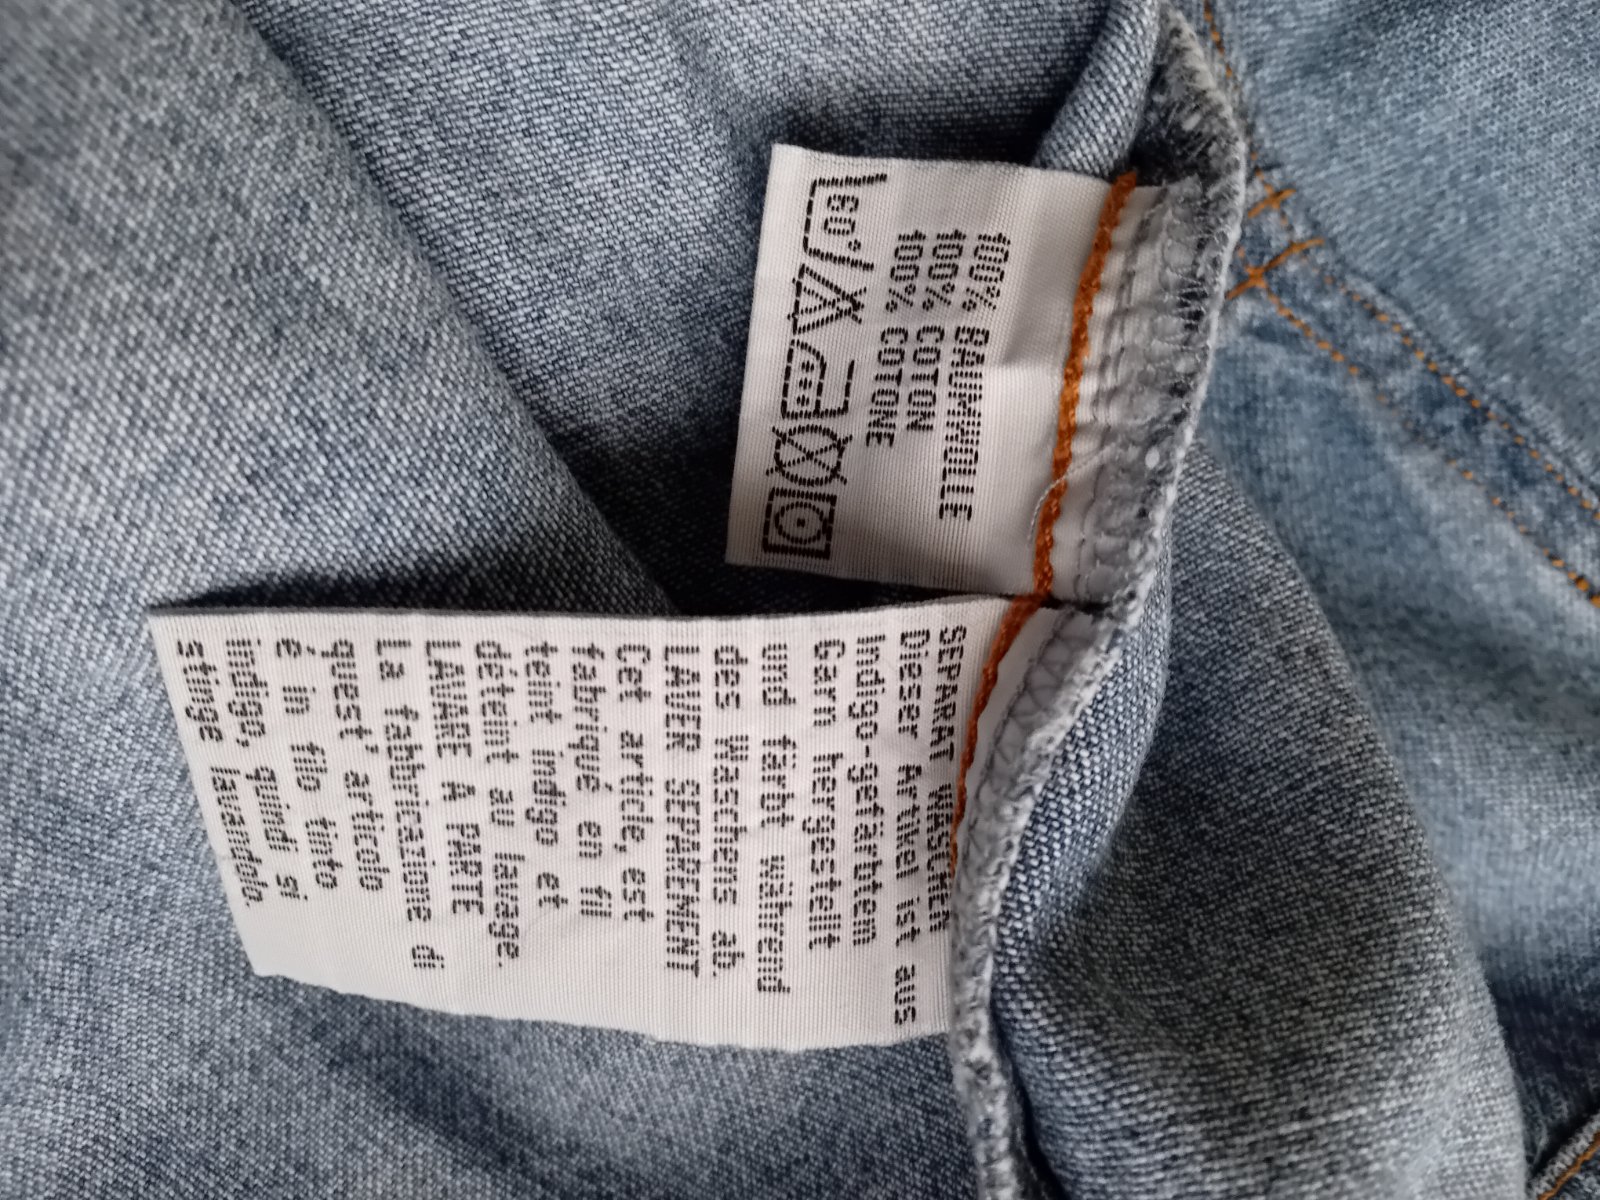 100% BAUMWOLLE
100% COTON
100% COTONE
60°
SEPARAT WASCHEN
Dieser Artikel ist aus
Indigo-gefärbtem
Garn hergestellt
und färbt während
des Waschens ab.
LAVER SEPAREMENT
Cet article, est
fabriqué en fil
teint indigo et
déteint au lavage.
LAVARE A PARTE
La fabbricazione di
quest' articolo
é in filo tinto
indigo, quindi si
stinge lavandolo.